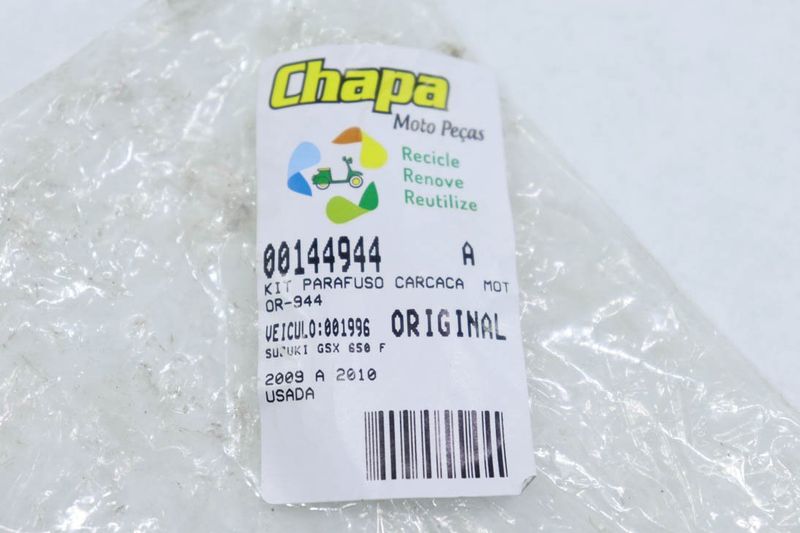 Chapa
Moto Peças
Recicle
Renove
Reutilize
00144944 A
KIT PARAFUSO CARCACA MOT
OR-944
VEICULO:001996 ORIGINAL
SUZUKI GSX 650 F
2009 A 2010
USADA